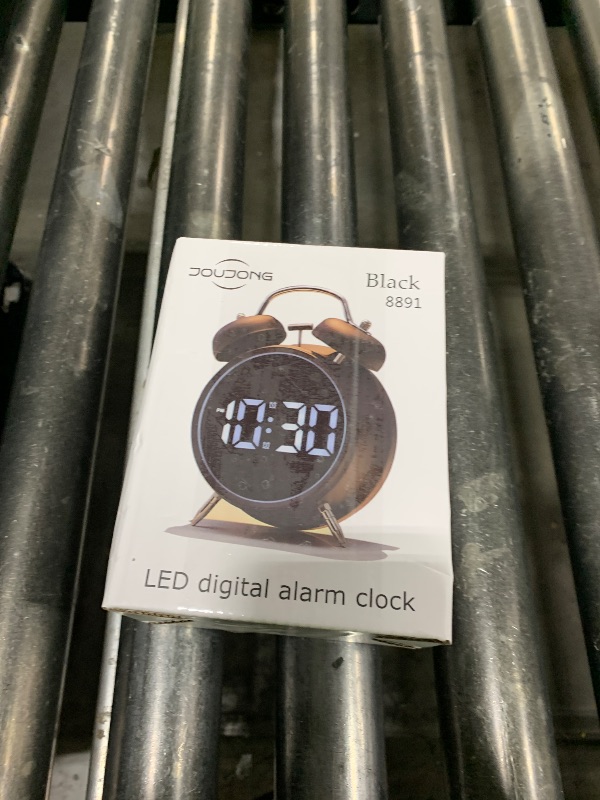 JOUJONG
Black
8891
10:30
LED digital alarm clock